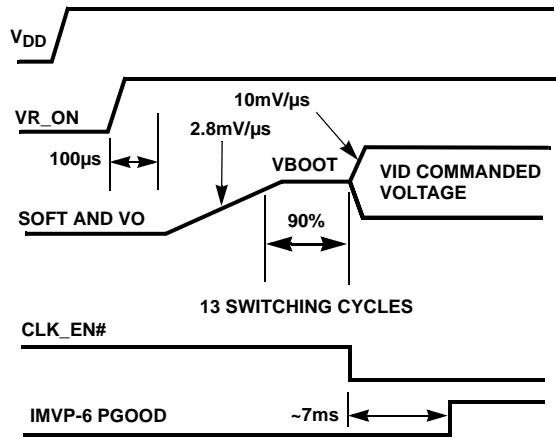 VDD
VR_ON
100µs
2.8mV/µs
10mV/µs
VBOOT
VID COMMANDED
VOLTAGE
SOFT AND VO
90%
13 SWITCHING CYCLES
CLK_EN#
IMVP-6 PGOOD
~7ms